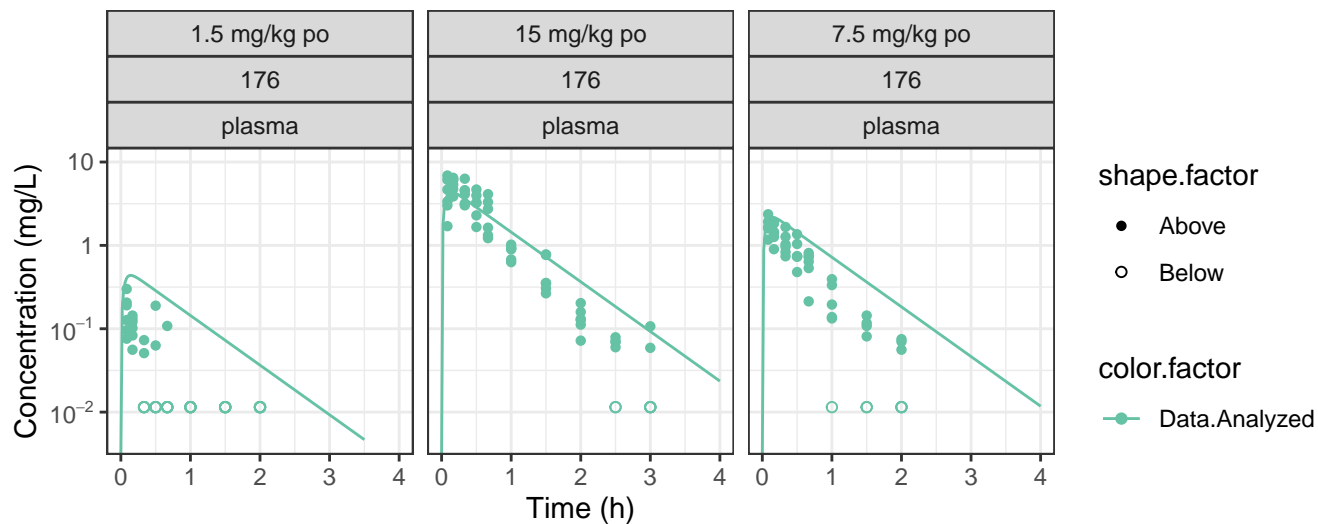 1.5 mg/kg po
15 mg/kg po
7.5 mg/kg po
176
176
176
plasma
plasma
plasma
Concentration (mg/L)
10
1
10⁻¹
10⁻²
0 1 2 3 4
0 1 2 3 4
0 1 2 3 4
Time (h)
shape.factor
Above
Below
color.factor
Data.Analyzed